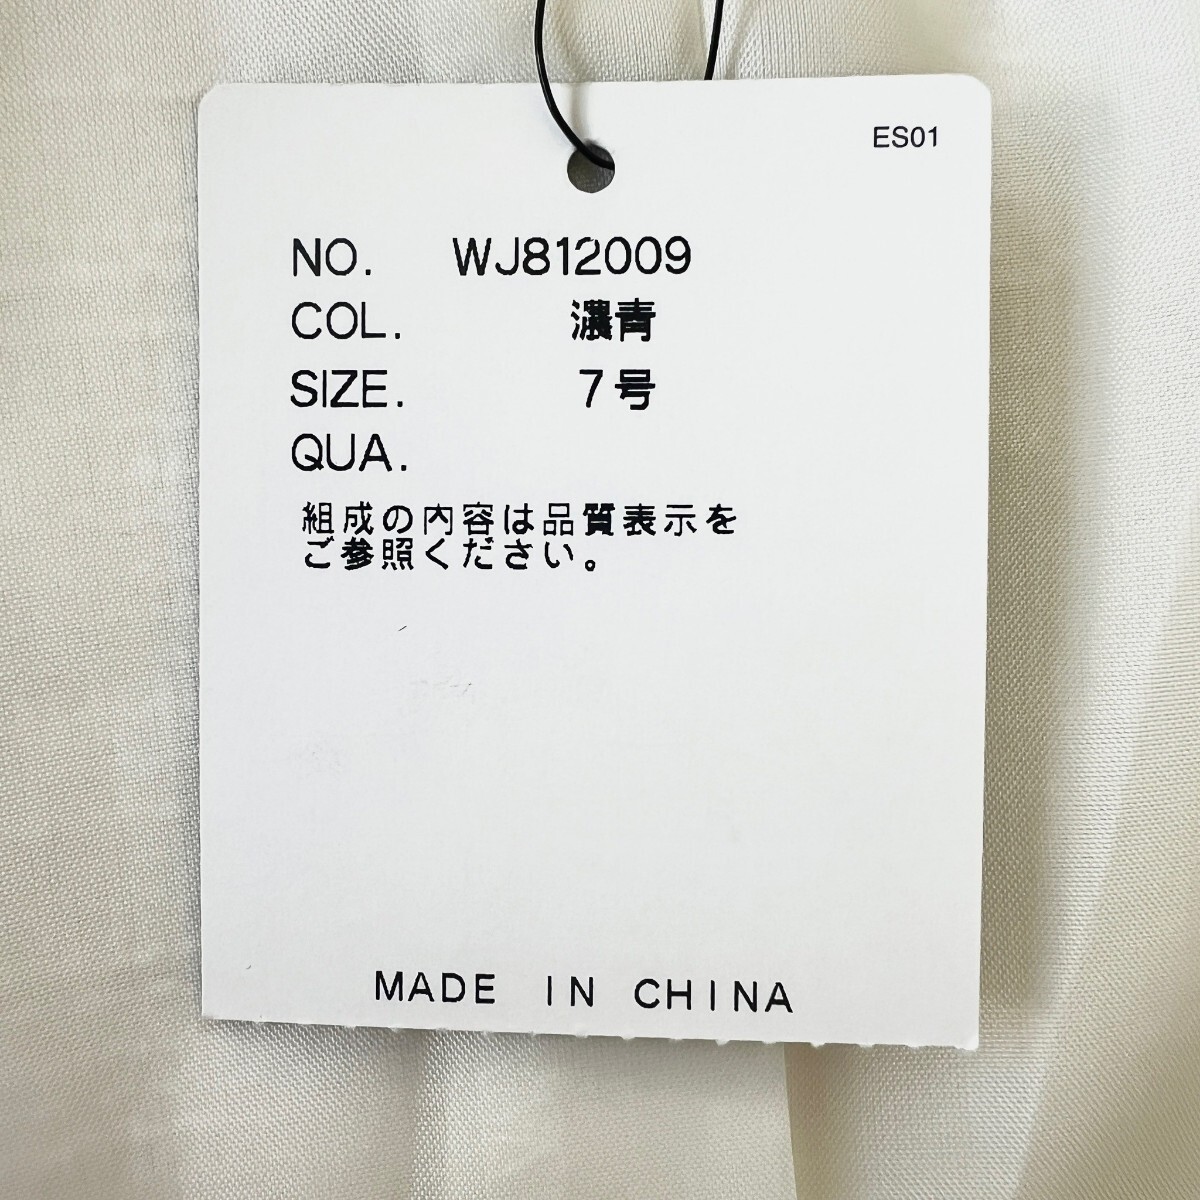 ES01
NO. WJ812009
COL. 濃青
SIZE. 7号
QUA.
組成の内容は品質表示を
ご参照ください。
MADE IN CHINA